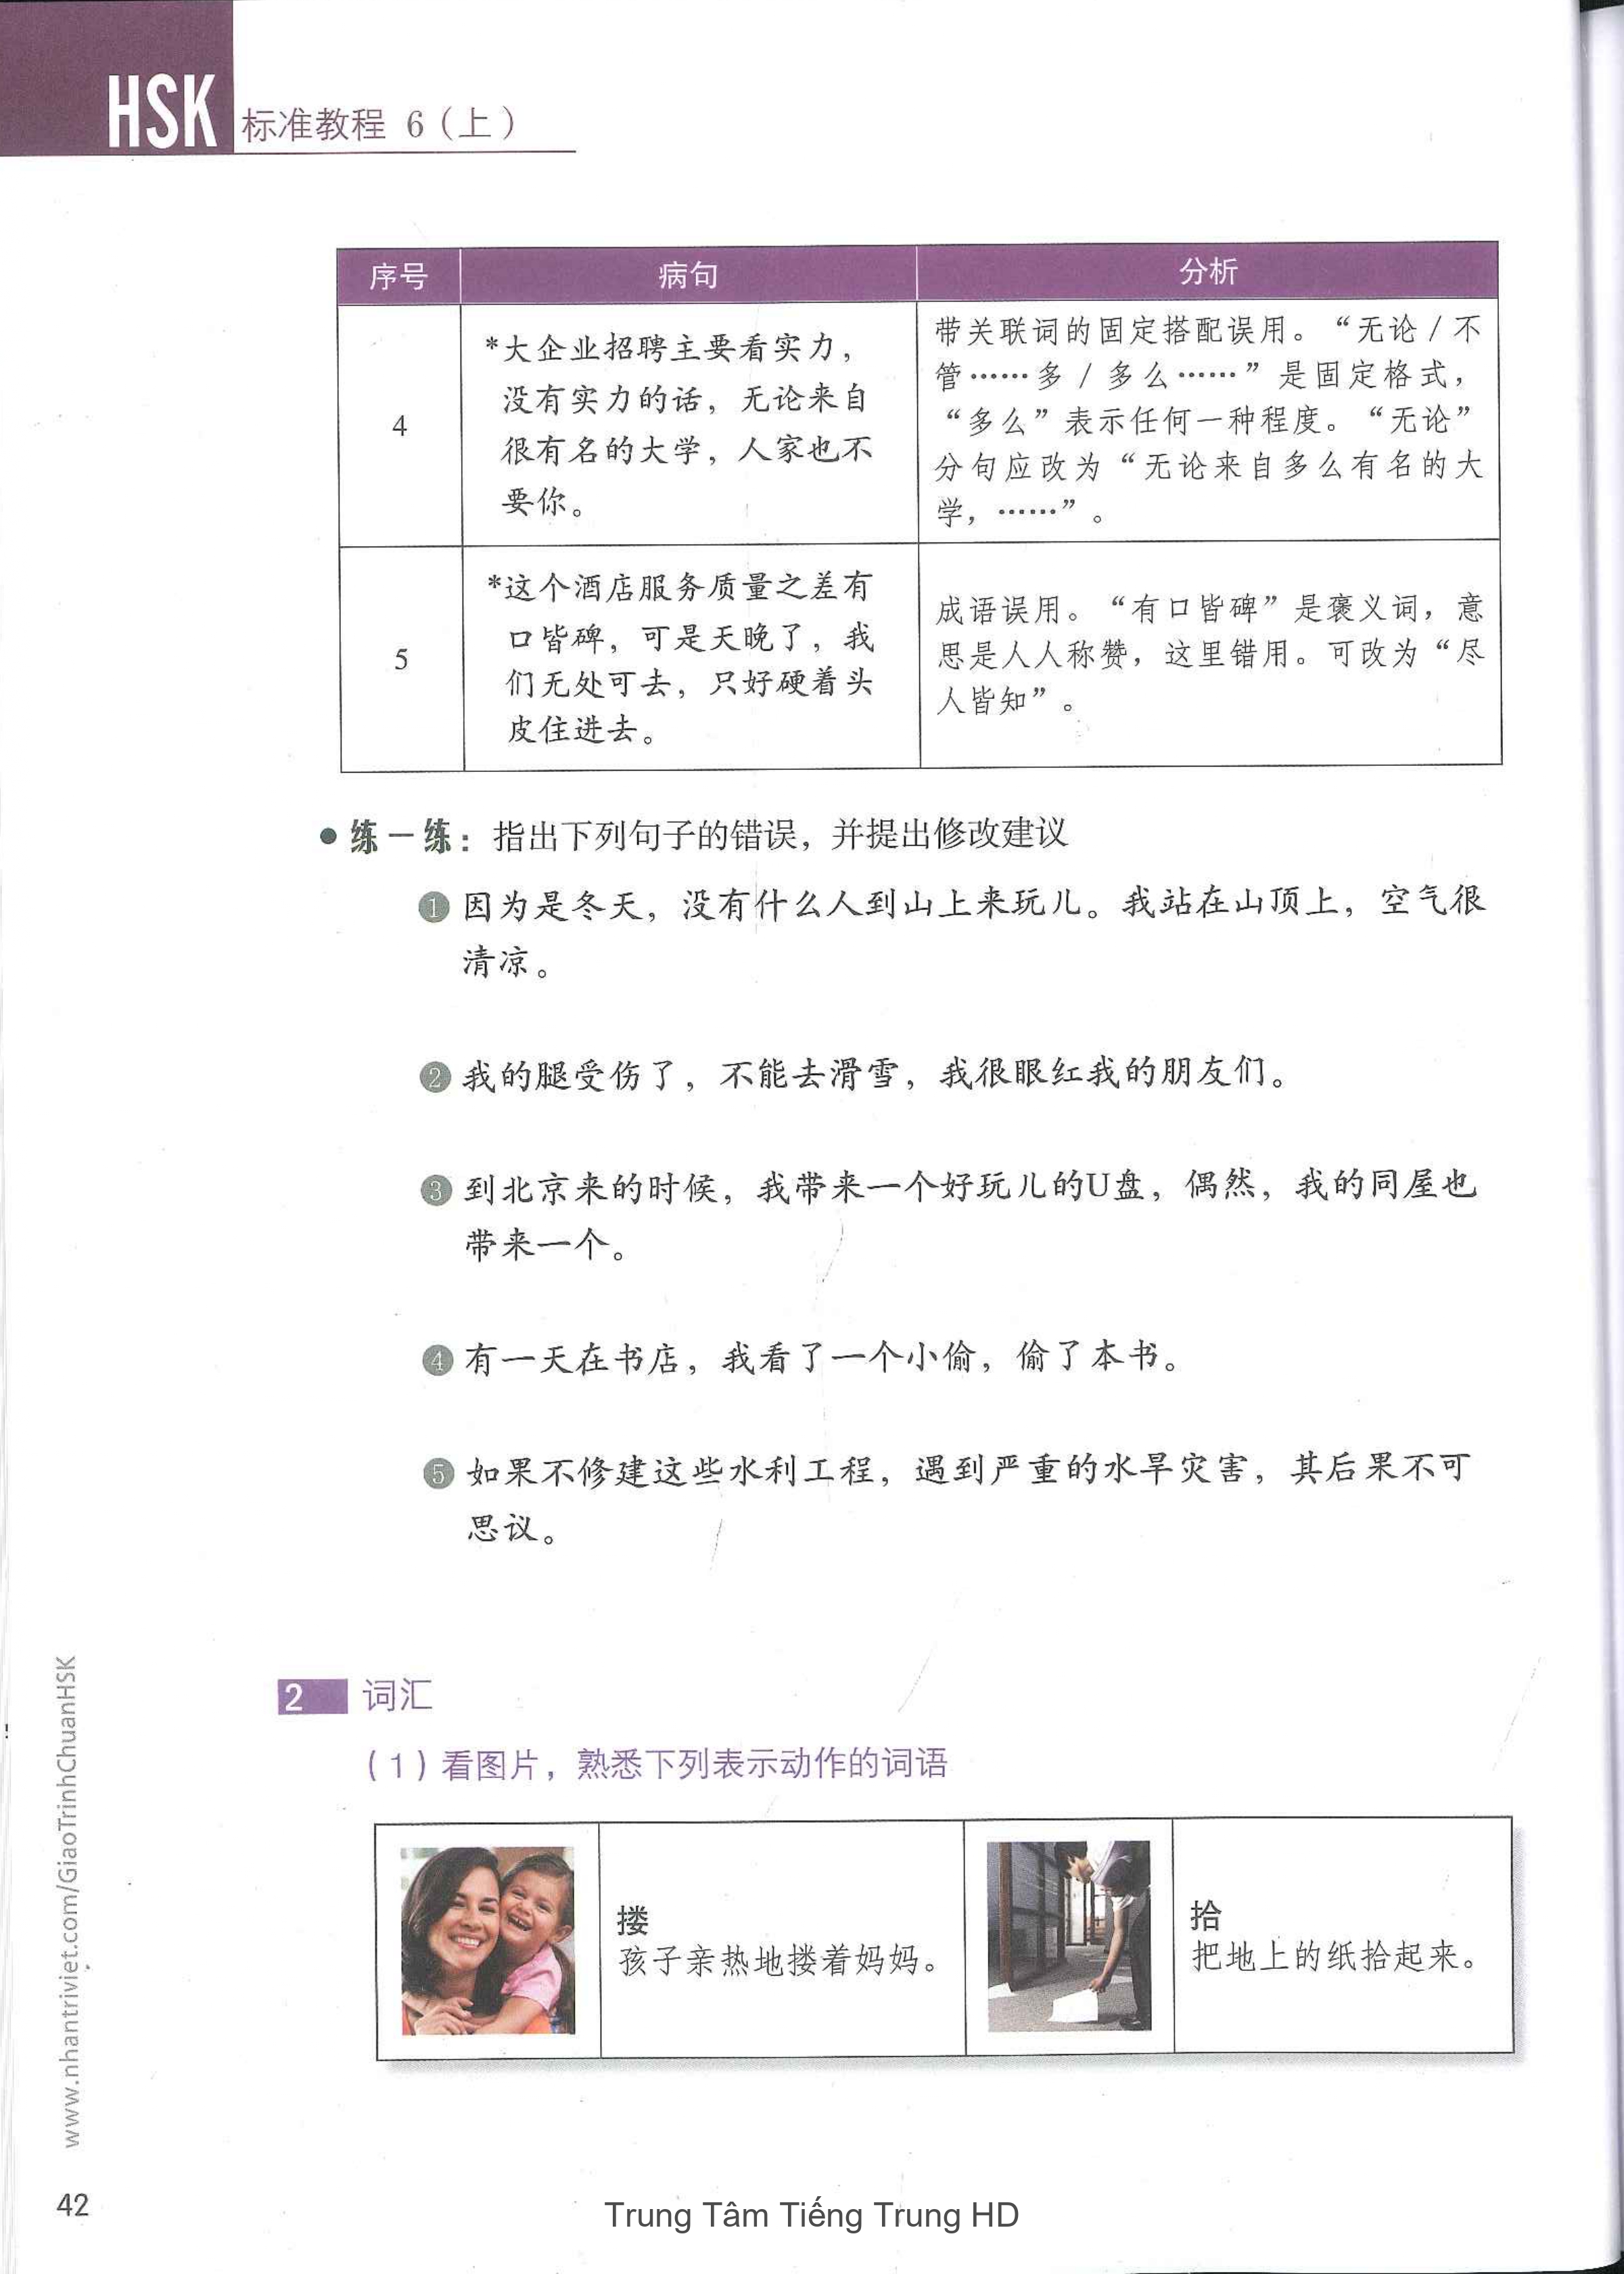 HSK 标准教程 6（上）
序号 病句 分析
4
*大企业招聘主要看实力，
没有实力的话，无论来自
很有名的大学，人家也不
要你。
带关联词的固定搭配误用。“无论 / 不
管……多 / 多么……”是固定格式，
“多么”表示任何一种程度。“无论”
分句应改为“无论来自多么有名的大
学，……”。
5
*这个酒店服务质量之差有
口皆碑，可是天晚了，我
们无处可去，只好硬着头
皮住进去。
成语误用。“有口皆碑”是褒义词，意
思是人人称赞，这里错用。可改为“尽
人皆知”。
● 练一练：指出下列句子的错误，并提出修改建议
1 因为是冬天，没有什么人到山上来玩儿。我站在山顶上，空气很
清凉。
2 我的腿受伤了，不能去滑雪，我很眼红我的朋友们。
3 到北京来的时候，我带来一个好玩儿的U盘，偶然，我的同屋也
带来一个。
4 有一天在书店，我看了一个小偷，偷了本书。
5 如果不修建这些水利工程，遇到严重的水旱灾害，其后果不可
思议。
2 词汇
（1）看图片，熟悉下列表示动作的词语
搂
孩子亲热地搂着妈妈。
拾
把地上的纸拾起来。
www.nhantriviet.com/GiaoTrinhChuanHSK
42
Trung Tâm Tiếng Trung HD